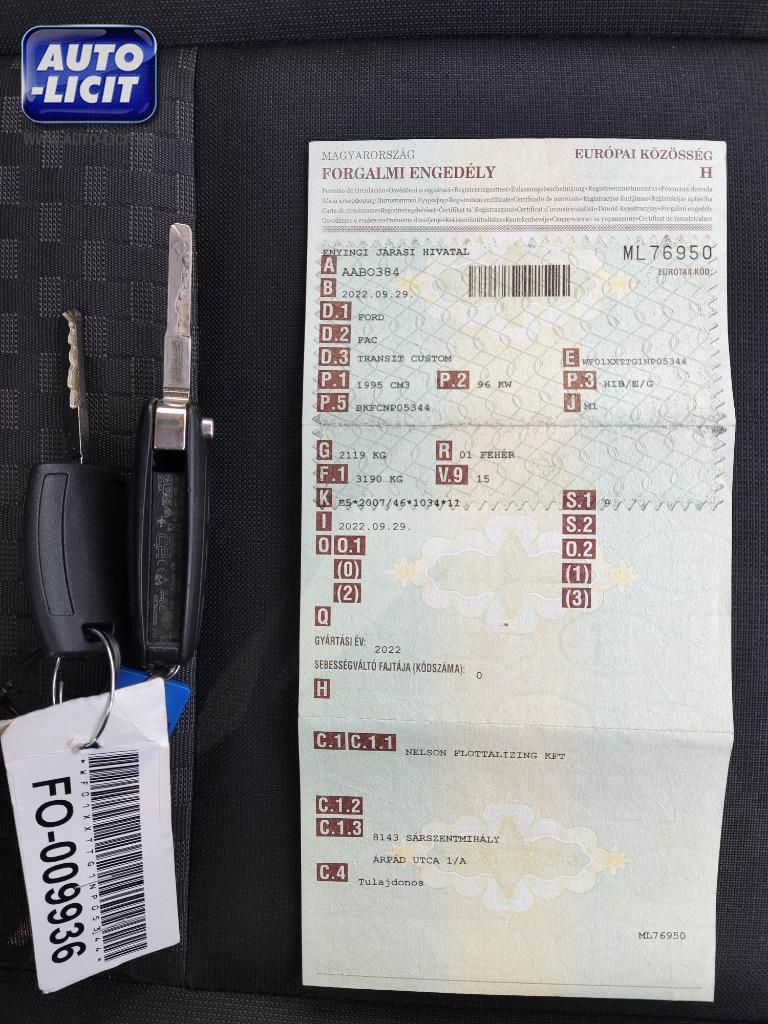 AUTO
-LICIT
MAGYARORSZÁG EURÓPAI KÖZÖSSÉG
FORGALMI ENGEDÉLY H
ENYINGI JÁRÁSI HIVATAL ML76950
A AABO384 EUROTAX KÓD:
B 2022.09.29.
D.1 FORD
D.2 FAC
D.3 TRANSIT CUSTOM E WF01XXTTG1NP05344
P.1 1995 CM3 P.2 96 KW P.3 HIB/E/G
P.5 BKFCNP05344 J M1
G 2119 KG R 01 FEHÉR
F.1 3190 KG V.9 15
K E5*2007/46*1034*11 S.1 9
I 2022.09.29. S.2
O O.1 O.2
(0) (1)
(2) (3)
Q
GYÁRTÁSI ÉV: 2022
SEBESSÉGVÁLTÓ FAJTÁJA (KÓDSZÁMA): 0
H
C.1 C.1.1 NELSON FLOTTALÍZING KFT
C.1.2
C.1.3 8143 SÁRSZENTMIHÁLY
ÁRPÁD UTCA 1/A
C.4 Tulajdonos
ML76950
*WF01XXTTG1NP05344*
FO-009936